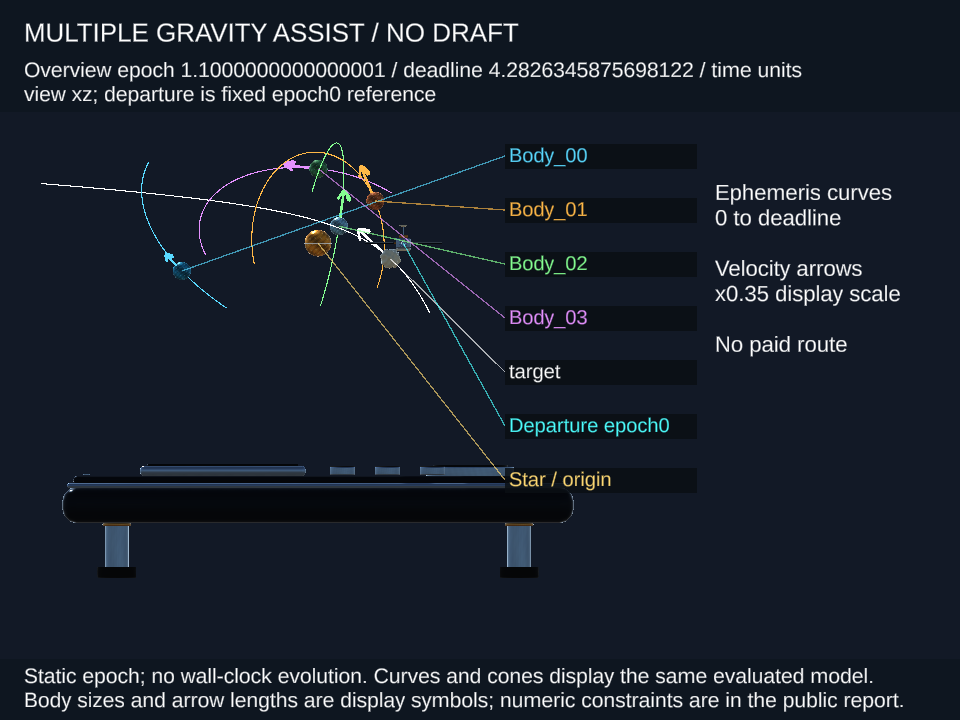 MULTIPLE GRAVITY ASSIST / NO DRAFT
Overview epoch 1.1000000000000001 / deadline 4.2826345875698122 / time units
view xz; departure is fixed epoch0 reference
Body_00
Body_01
Body_02
Body_03
target
Departure epoch0
Star / origin
Ephemeris curves
0 to deadline
Velocity arrows
x0.35 display scale
No paid route
Static epoch; no wall-clock evolution. Curves and cones display the same evaluated model.
Body sizes and arrow lengths are display symbols; numeric constraints are in the public report.